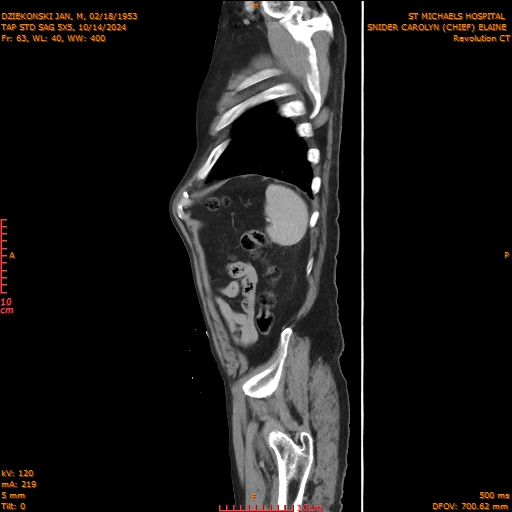 DZIEKONSKI JAN, M, 02/18/1953
TAP STD SAG 5X5, 10/14/2024
Fr: 63, WL: 40, WW: 400
ST MICHAELS HOSPITAL
SNIDER CAROLYN (CHIEF) ELAINE
Revolution CT
H
A
P
10
cm
F
10cm
kV: 120
mA: 219
5 mm
Tilt: 0
500 ms
DFOV: 700.62 mm